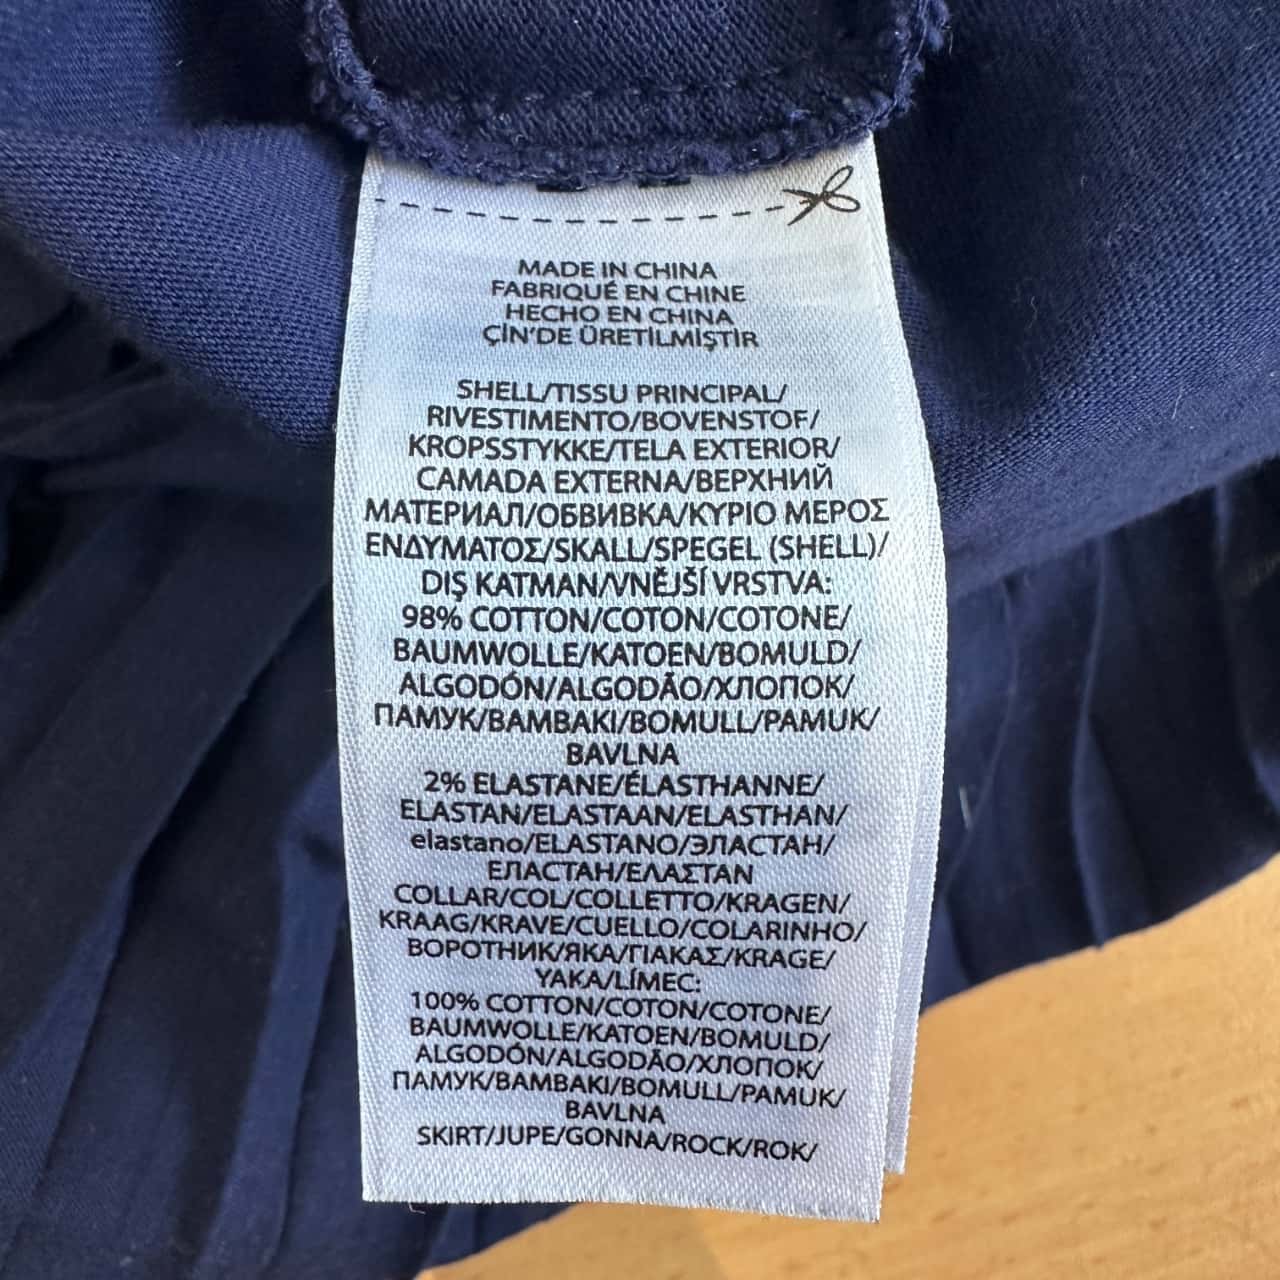 MADE IN CHINA
FABRIQUÉ EN CHINE
HECHO EN CHINA
ÇİN'DE ÜRETİLMİŞTİR
SHELL/TISSU PRINCIPAL/
RIVESTIMENTO/BOVENSTOF/
KROPSSTYKKE/TELA EXTERIOR/
CAMADA EXTERNA/ВЕРХНИЙ
МАТЕРИАЛ/ОБВИВКА/ΚΥΡΙΟ ΜΕΡΟΣ
ΕΝΔΥΜΑΤΟΣ/SKALL/SPEGEL (SHELL)/
DIŞ KATMAN/VNĚJŠÍ VRSTVA:
98% COTTON/COTON/COTONE/
BAUMWOLLE/KATOEN/BOMULD/
ALGODÓN/ALGODÃO/ХЛОПОК/
ПАМУК/ΒΑΜΒΑΚΙ/BOMULL/PAMUK/
BAVLNA
2% ELASTANE/ÉLASTHANNE/
ELASTAN/ELASTAAN/ELASTHAN/
elastano/ELASTANO/ЭЛАСТАН/
ЕЛАСТАН/ΕΛΑΣΤΑΝ
COLLAR/COL/COLLETTO/KRAGEN/
KRAAG/KRAVE/CUELLO/COLARINHO/
ВОРОТНИК/ЯКА/ΓΙΑΚΑΣ/KRAGE/
YAKA/LÍMEC:
100% COTTON/COTON/COTONE/
BAUMWOLLE/KATOEN/BOMULD/
ALGODÓN/ALGODÃO/ХЛОПОК/
ПАМУК/ΒΑΜΒΑΚΙ/BOMULL/PAMUK/
BAVLNA
SKIRT/JUPE/GONNA/ROCK/ROK/